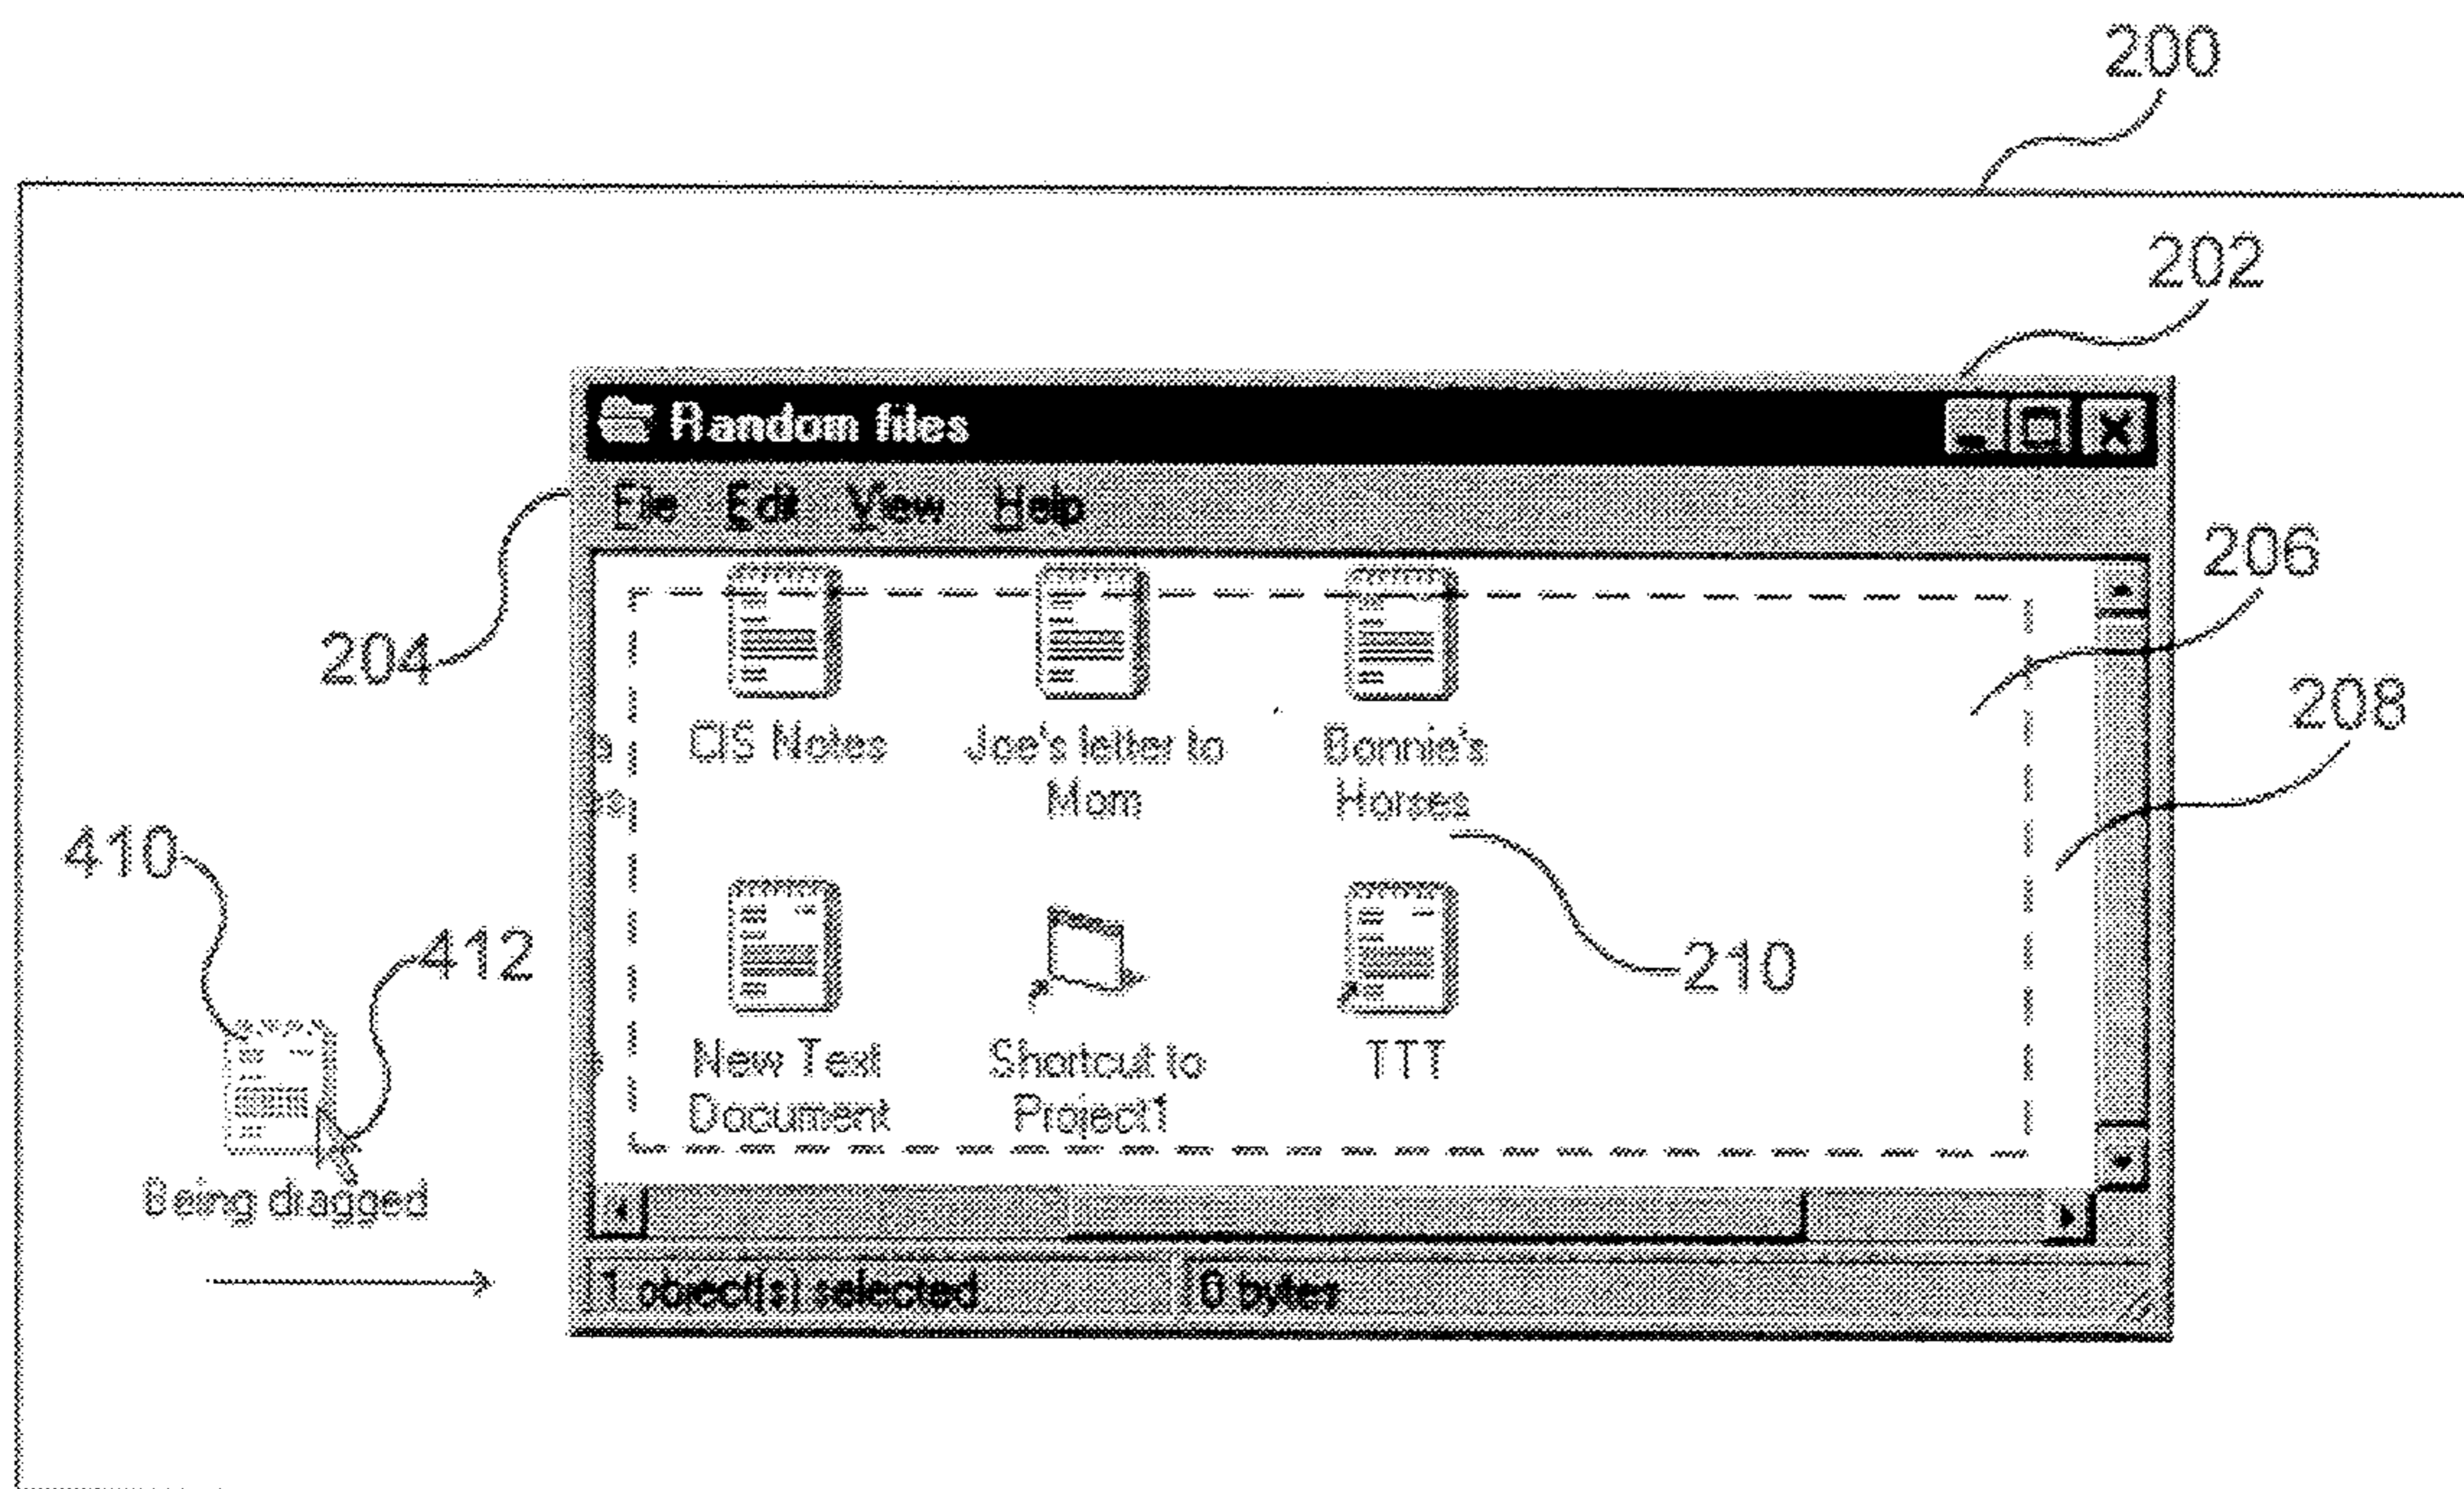 200
202
Random files
File Edit View Help
206
204
208
CIS Notes
Joe's letter to
Mom
Bonnie's
Horses
410
412
210
New Text
Document
Shortcut to
Project1
TTT
Being dragged
1 object(s) selected
0 bytes